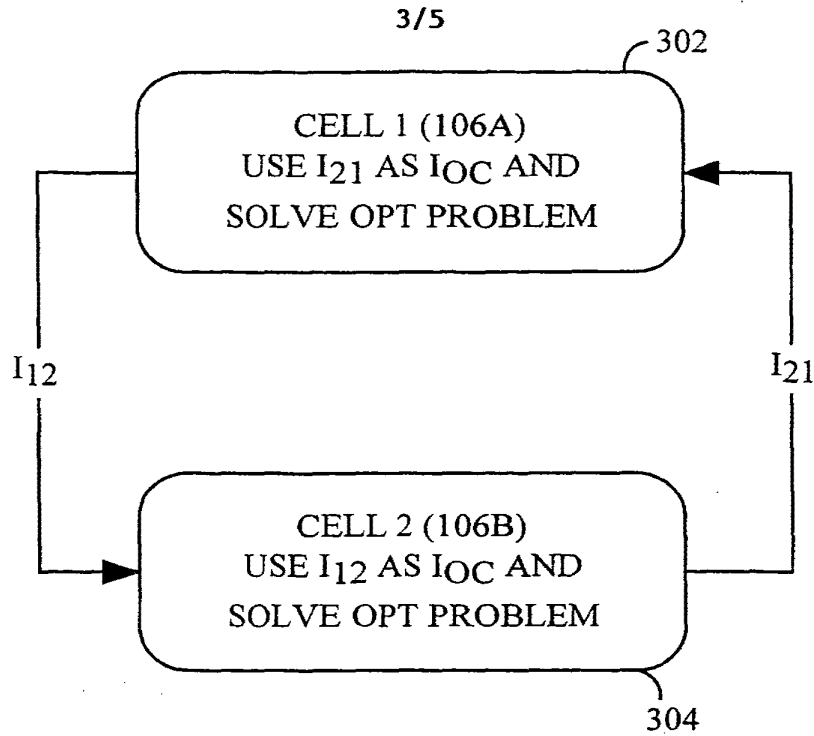 3/5
302
CELL 1 (106A)
USE I21 AS IOC AND
SOLVE OPT PROBLEM
I12
I21
CELL 2 (106B)
USE I12 AS IOC AND
SOLVE OPT PROBLEM
304